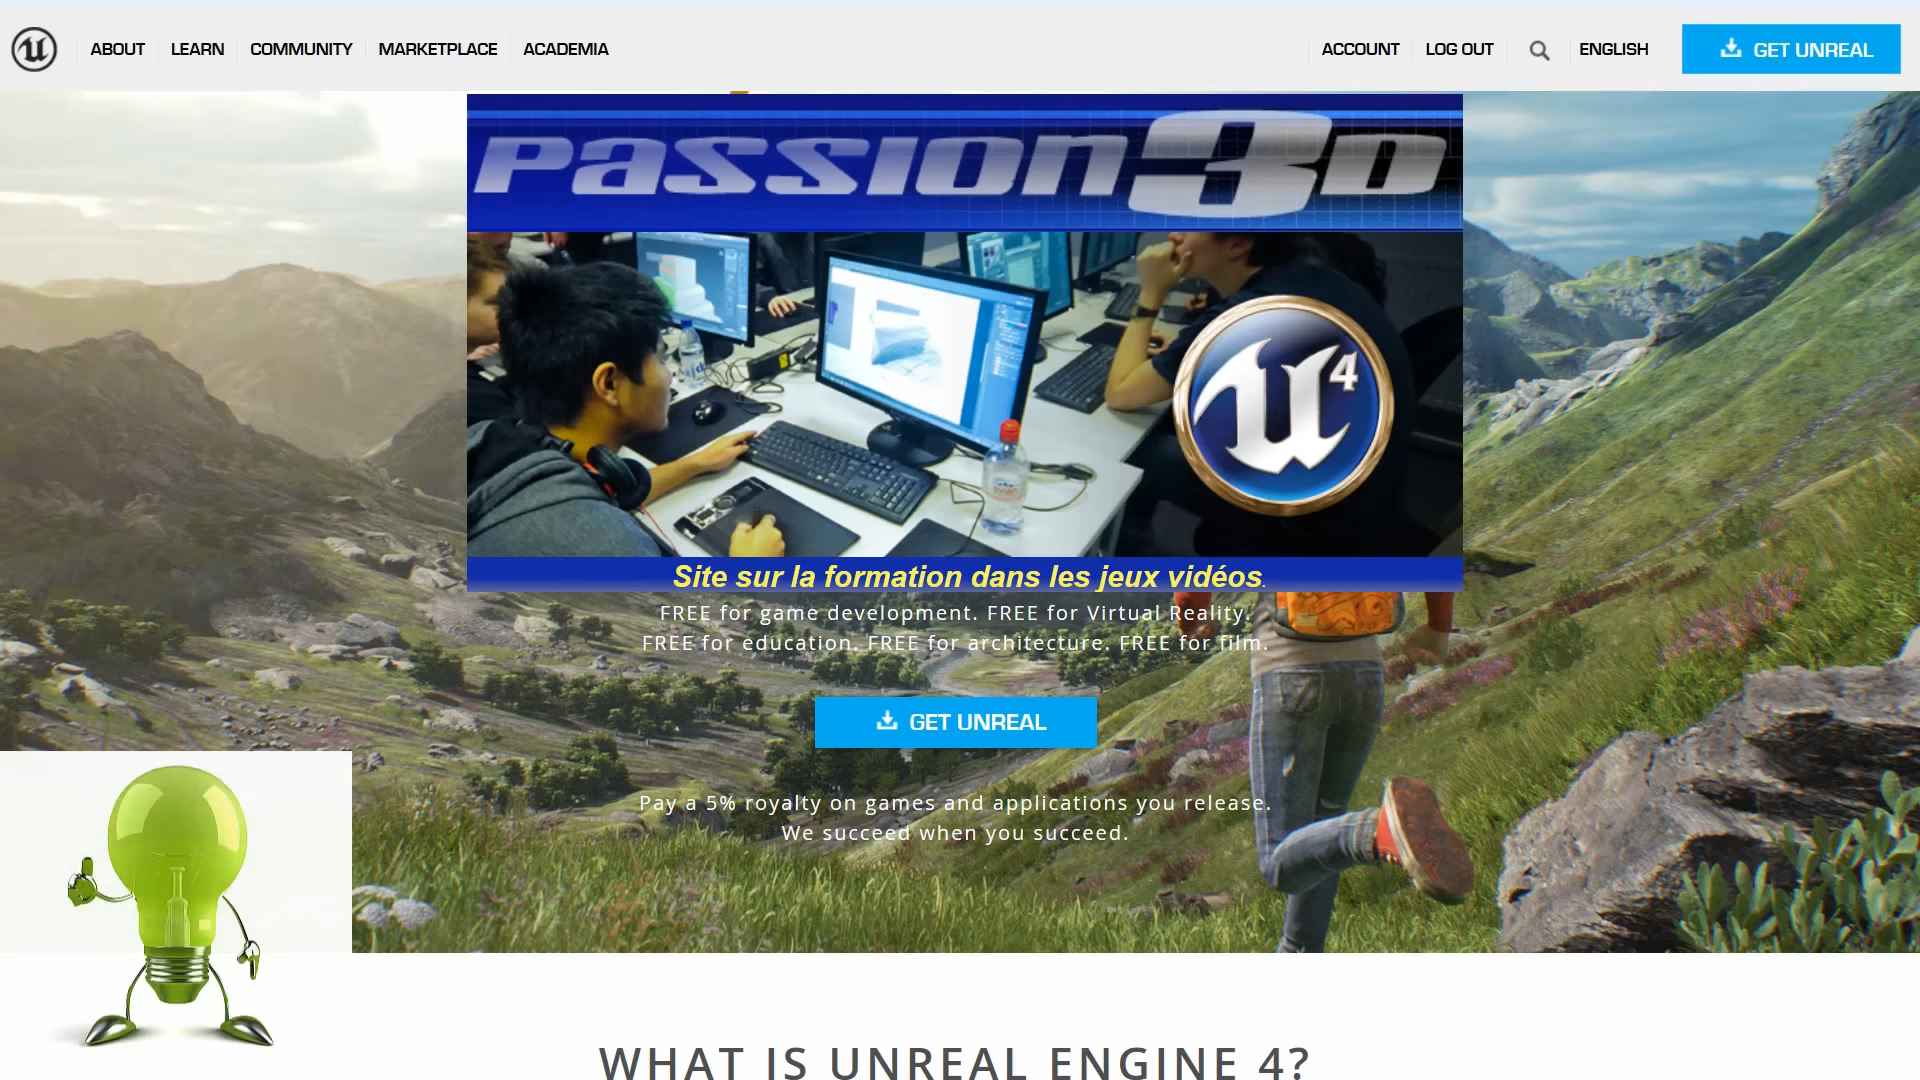 ABOUT
LEARN
COMMUNITY
MARKETPLACE
ACADEMIA
ACCOUNT
LOG OUT
ENGLISH
GET UNREAL
Passion3D
U4
Site sur la formation dans les jeux vidéos.
FREE for game development. FREE for Virtual Reality.
FREE for education. FREE for architecture. FREE for film.
GET UNREAL
Pay a 5% royalty on games and applications you release.
We succeed when you succeed.
WHAT IS UNREAL ENGINE 4?